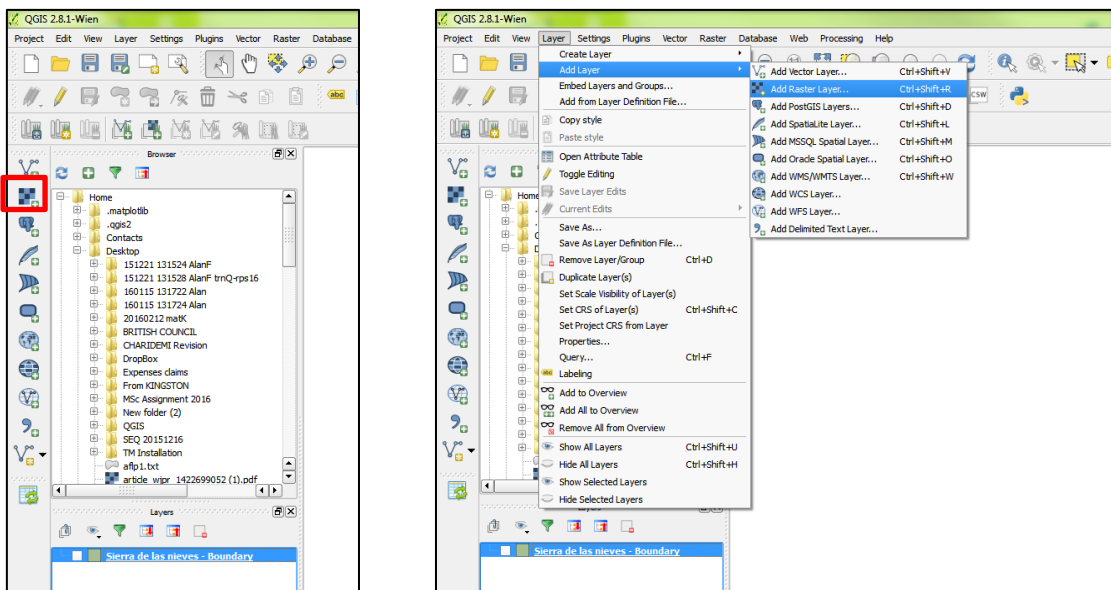 QGIS 2.8.1-Wien
Project Edit View Layer Settings Plugins Vector Raster Database
abc
Browser
Home
.matplotlib
.qgis2
Contacts
Desktop
151221 131524 AlanF
151221 131528 AlanF trnQ-rps16
160115 131722 Alan
160115 131724 Alan
20160212 matK
BRITISH COUNCIL
CHARIDEMI Revision
DropBox
Expenses claims
From KINGSTON
MSc Assignment 2016
New folder (2)
QGIS
SEQ 20151216
TM Installation
aflp1.txt
article_wjpr_1422699052 (1).pdf
Layers
Sierra de las nieves - Boundary
QGIS 2.8.1-Wien
Project Edit View Layer Settings Plugins Vector Raster Database Web Processing Help
Create Layer
Add Layer
Embed Layers and Groups...
Add from Layer Definition File...
Copy style
Paste style
Open Attribute Table
Toggle Editing
Save Layer Edits
Current Edits
Save As...
Save As Layer Definition File...
Remove Layer/Group Ctrl+D
Duplicate Layer(s)
Set Scale Visibility of Layer(s)
Set CRS of Layer(s) Ctrl+Shift+C
Set Project CRS from Layer
Properties...
Query... Ctrl+F
abc Labeling
Add to Overview
Add All to Overview
Remove All from Overview
Show All Layers Ctrl+Shift+U
Hide All Layers Ctrl+Shift+H
Show Selected Layers
Hide Selected Layers
Add Vector Layer... Ctrl+Shift+V
Add Raster Layer... Ctrl+Shift+R
Add PostGIS Layers... Ctrl+Shift+D
Add SpatiaLite Layer... Ctrl+Shift+L
Add MSSQL Spatial Layer... Ctrl+Shift+M
Add Oracle Spatial Layer... Ctrl+Shift+O
Add WMS/WMTS Layer... Ctrl+Shift+W
Add WCS Layer...
Add WFS Layer...
Add Delimited Text Layer...
CSW
Home
Sierra de las nieves - Boundary